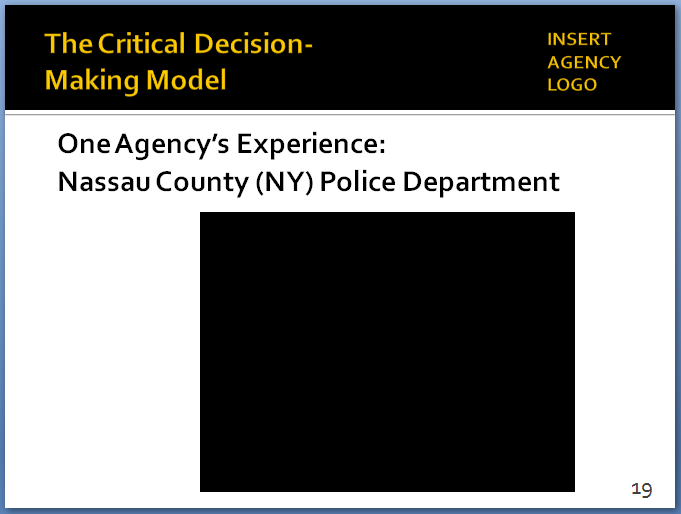 The Critical Decision-
Making Model
INSERT
AGENCY
LOGO
One Agency’s Experience:
Nassau County (NY) Police Department
19